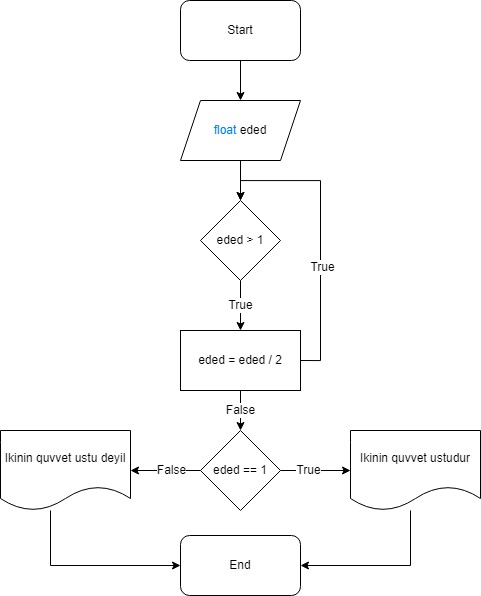 Start
float eded
eded > 1
True
True
eded = eded / 2
False
Ikinin quvvet ustu deyil
False
eded == 1
True
Ikinin quvvet ustudur
End